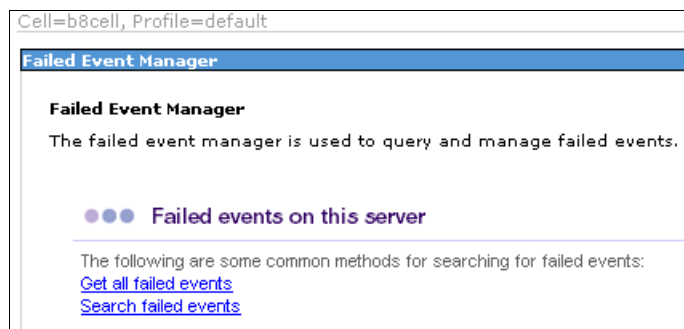 Cell=b8cell, Profile=default
Failed Event Manager
Failed Event Manager
The failed event manager is used to query and manage failed events.
Failed events on this server
The following are some common methods for searching for failed events:
Get all failed events
Search failed events